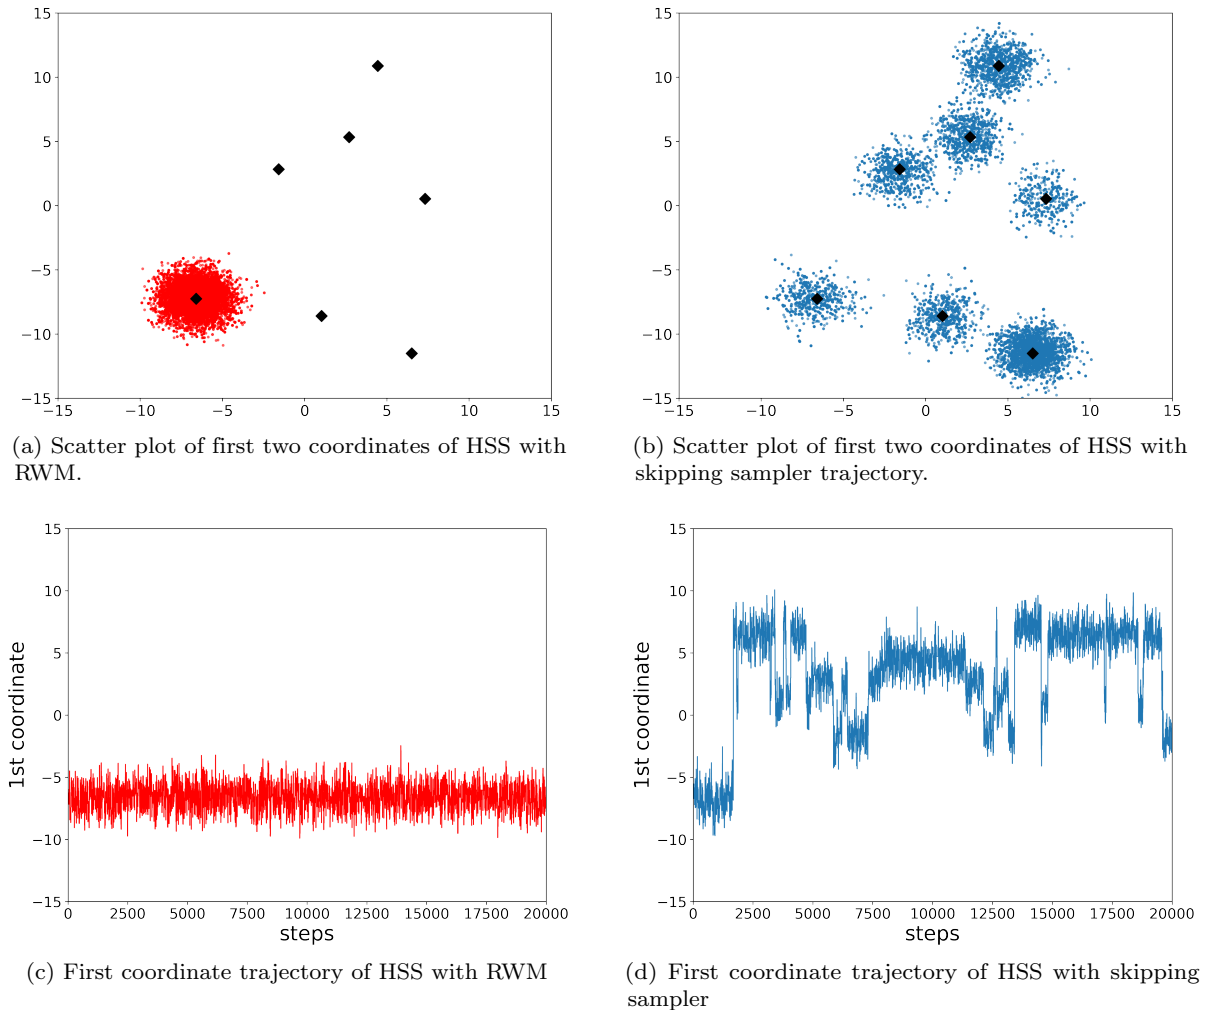 15
10
5
0
−5
−10
−15
−15 −10 −5 0 5 10 15
(a) Scatter plot of first two coordinates of HSS with
RWM.
15
10
5
0
−5
−10
−15
−15 −10 −5 0 5 10 15
(b) Scatter plot of first two coordinates of HSS with
skipping sampler trajectory.
15
10
5
0
−5
−10
−15
1st coordinate
0 2500 5000 7500 10000 12500 15000 17500 20000
steps
(c) First coordinate trajectory of HSS with RWM
15
10
5
0
−5
−10
−15
1st coordinate
0 2500 5000 7500 10000 12500 15000 17500 20000
steps
(d) First coordinate trajectory of HSS with skipping
sampler